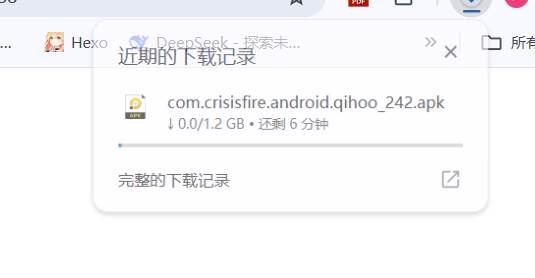 PDF
Hexo
DeepSeek - 探索未...
所有
近期的下载记录
com.crisisfire.android.qihoo_242.apk
APK
↓ 0.0/1.2 GB • 还剩 6 分钟
完整的下载记录